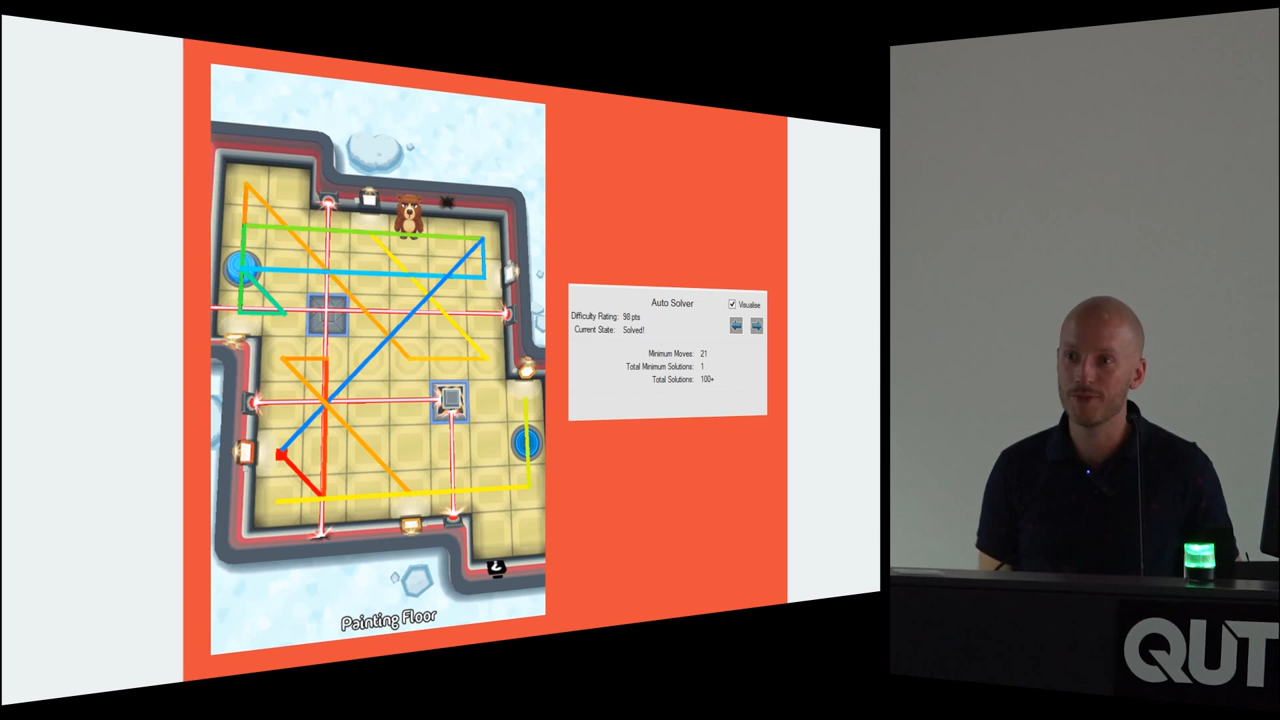 Auto Solver
Visualise
Difficulty Rating: 98 pts
Current State: Solved!
Minimum Moves: 21
Total Minimum Solutions: 1
Total Solutions: 100+
Painting Floor
QUT